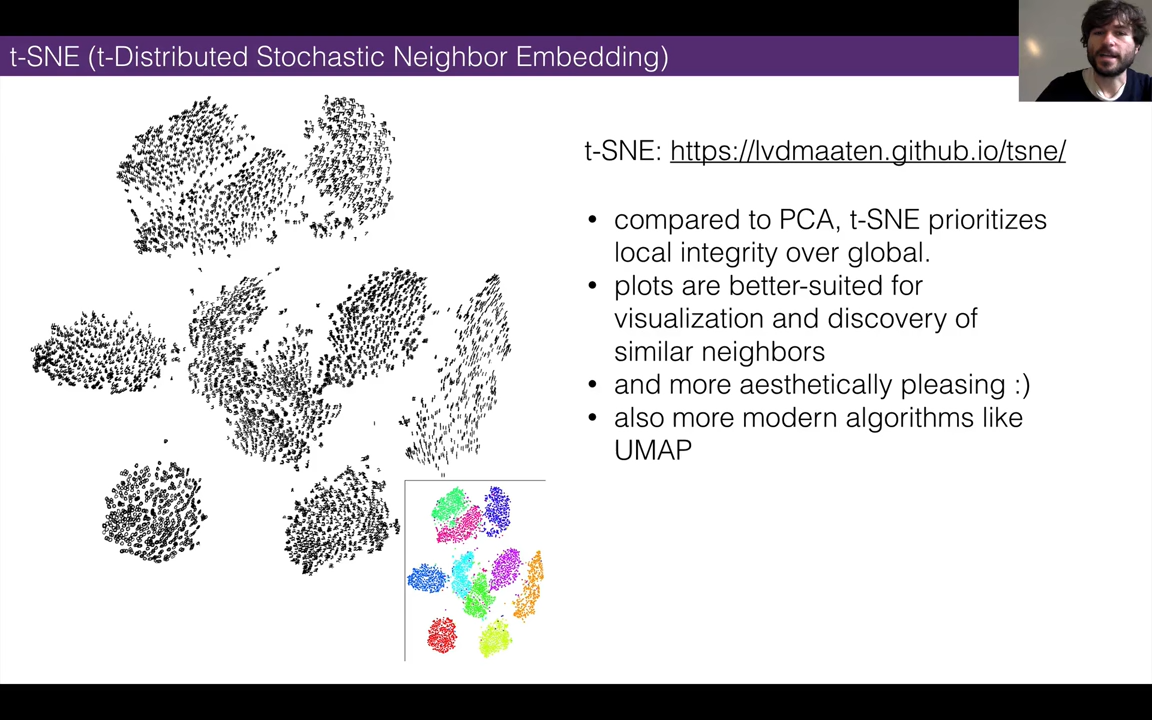 t-SNE (t-Distributed Stochastic Neighbor Embedding)
t-SNE: https://lvdmaaten.github.io/tsne/
• compared to PCA, t-SNE prioritizes
local integrity over global.
• plots are better-suited for
visualization and discovery of
similar neighbors
• and more aesthetically pleasing :)
• also more modern algorithms like
UMAP